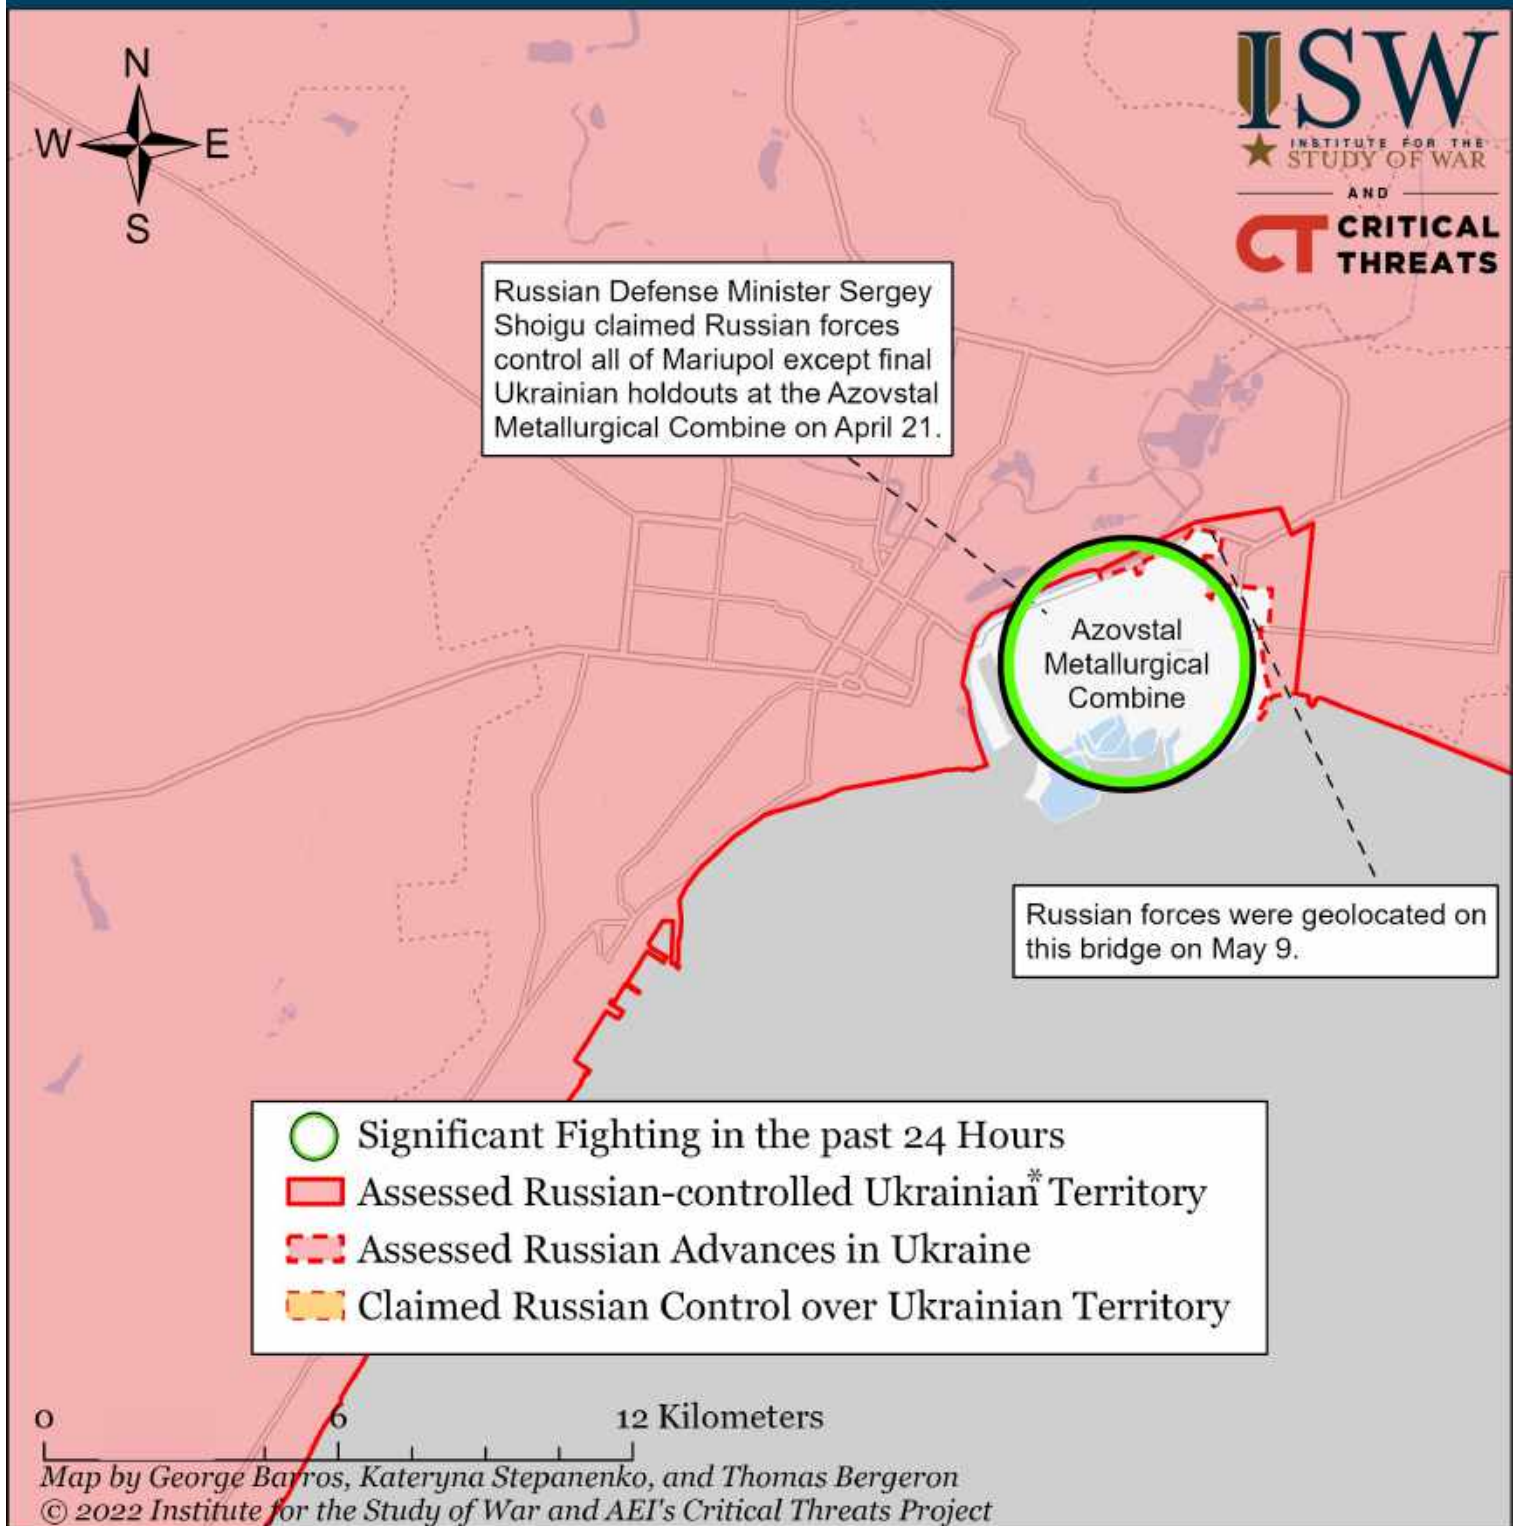 N
W E
S
ISW
INSTITUTE FOR THE
STUDY OF WAR
AND
CT CRITICAL
THREATS
Russian Defense Minister Sergey
Shoigu claimed Russian forces
control all of Mariupol except final
Ukrainian holdouts at the Azovstal
Metallurgical Combine on April 21.
Azovstal
Metallurgical
Combine
Russian forces were geolocated on
this bridge on May 9.
Significant Fighting in the past 24 Hours
Assessed Russian-controlled Ukrainian* Territory
Assessed Russian Advances in Ukraine
Claimed Russian Control over Ukrainian Territory
0 6 12 Kilometers
Map by George Barros, Kateryna Stepanenko, and Thomas Bergeron
© 2022 Institute for the Study of War and AEI's Critical Threats Project